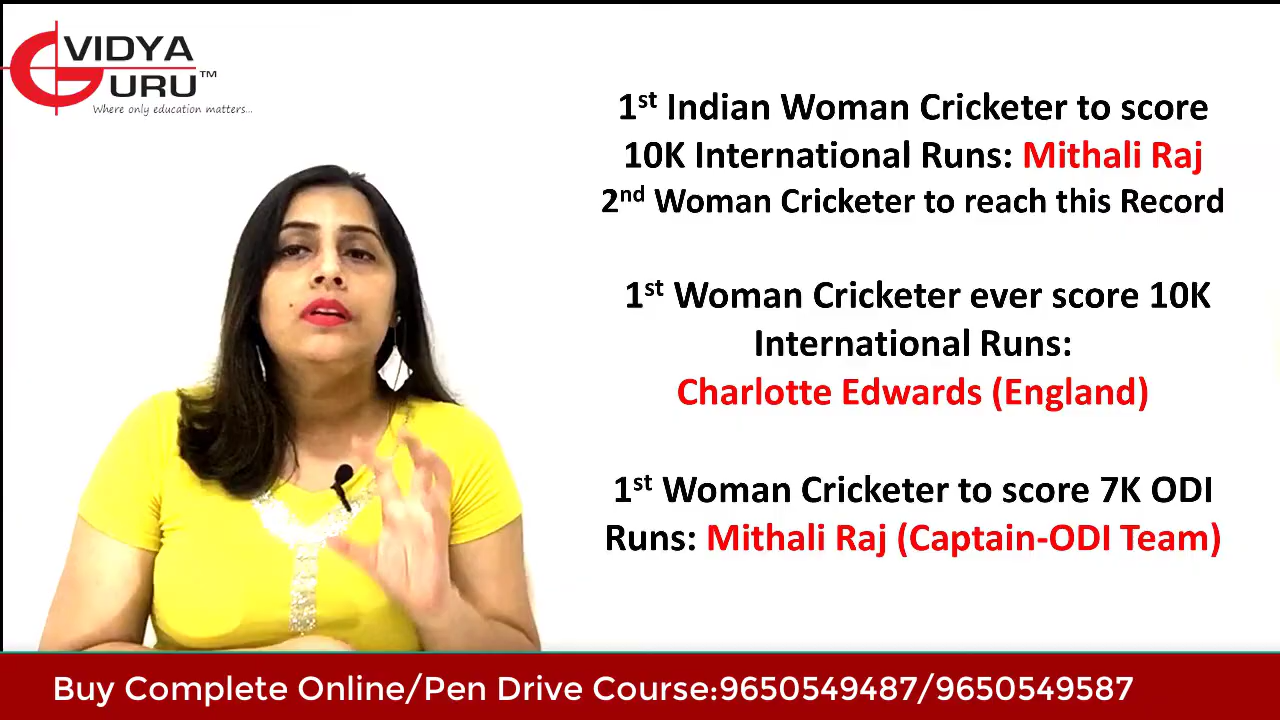 VIDYA
GURU™
Where only education matters...
1st Indian Woman Cricketer to score
10K International Runs: Mithali Raj
2nd Woman Cricketer to reach this Record
1st Woman Cricketer ever score 10K
International Runs:
Charlotte Edwards (England)
1st Woman Cricketer to score 7K ODI
Runs: Mithali Raj (Captain-ODI Team)
Buy Complete Online/Pen Drive Course:9650549487/9650549587